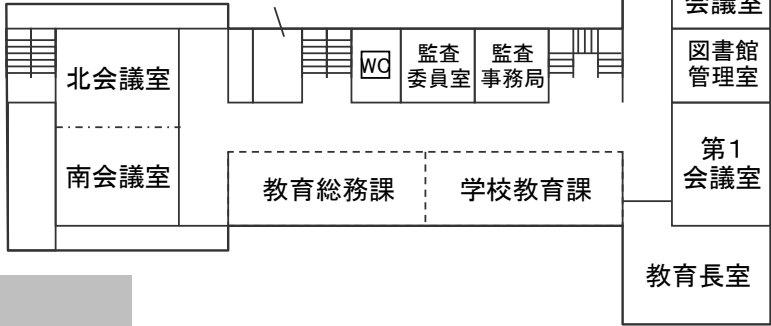 会議室
図書館
管理室
北会議室
WC
監査
委員室
監査
事務局
第1
会議室
南会議室
教育総務課
学校教育課
教育長室